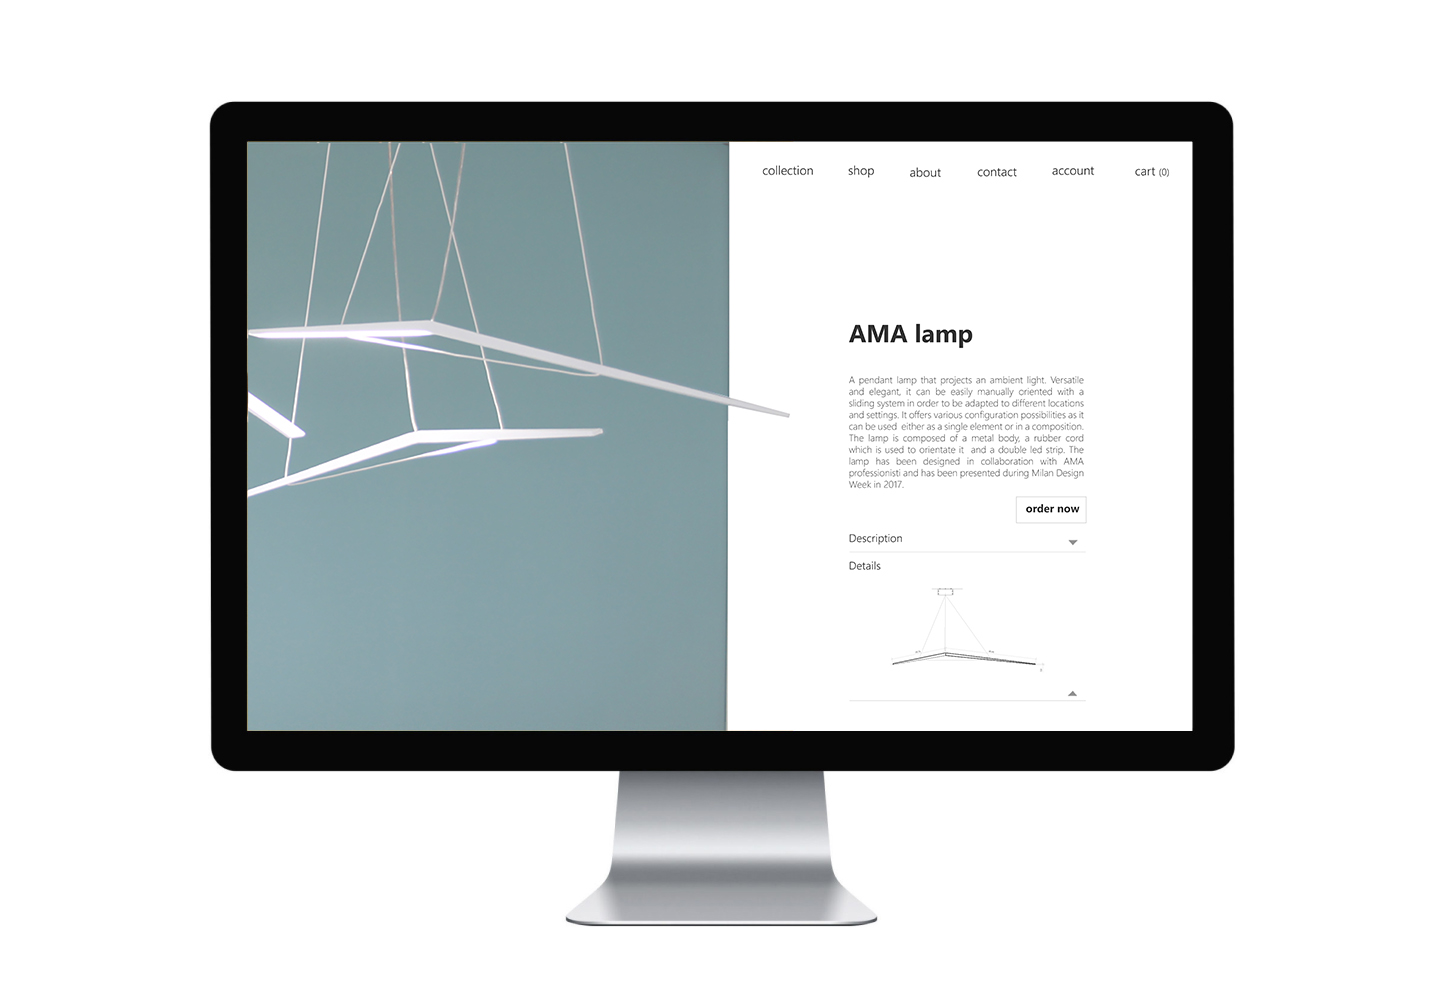 collection shop about contact account cart (0)
AMA lamp
A pendant lamp that projects an ambient light. Versatile
and elegant, it can be easily manually oriented with a
sliding system in order to be adapted to different locations
and settings. It offers various configuration possibilities as it
can be used either as a single element or in a composition.
The lamp is composed of a metal body, a rubber cord
which is used to orientate it and a double led strip. The
lamp has been designed in collaboration with AMA
professionisti and has been presented during Milan Design
Week in 2017.
order now
Description
Details